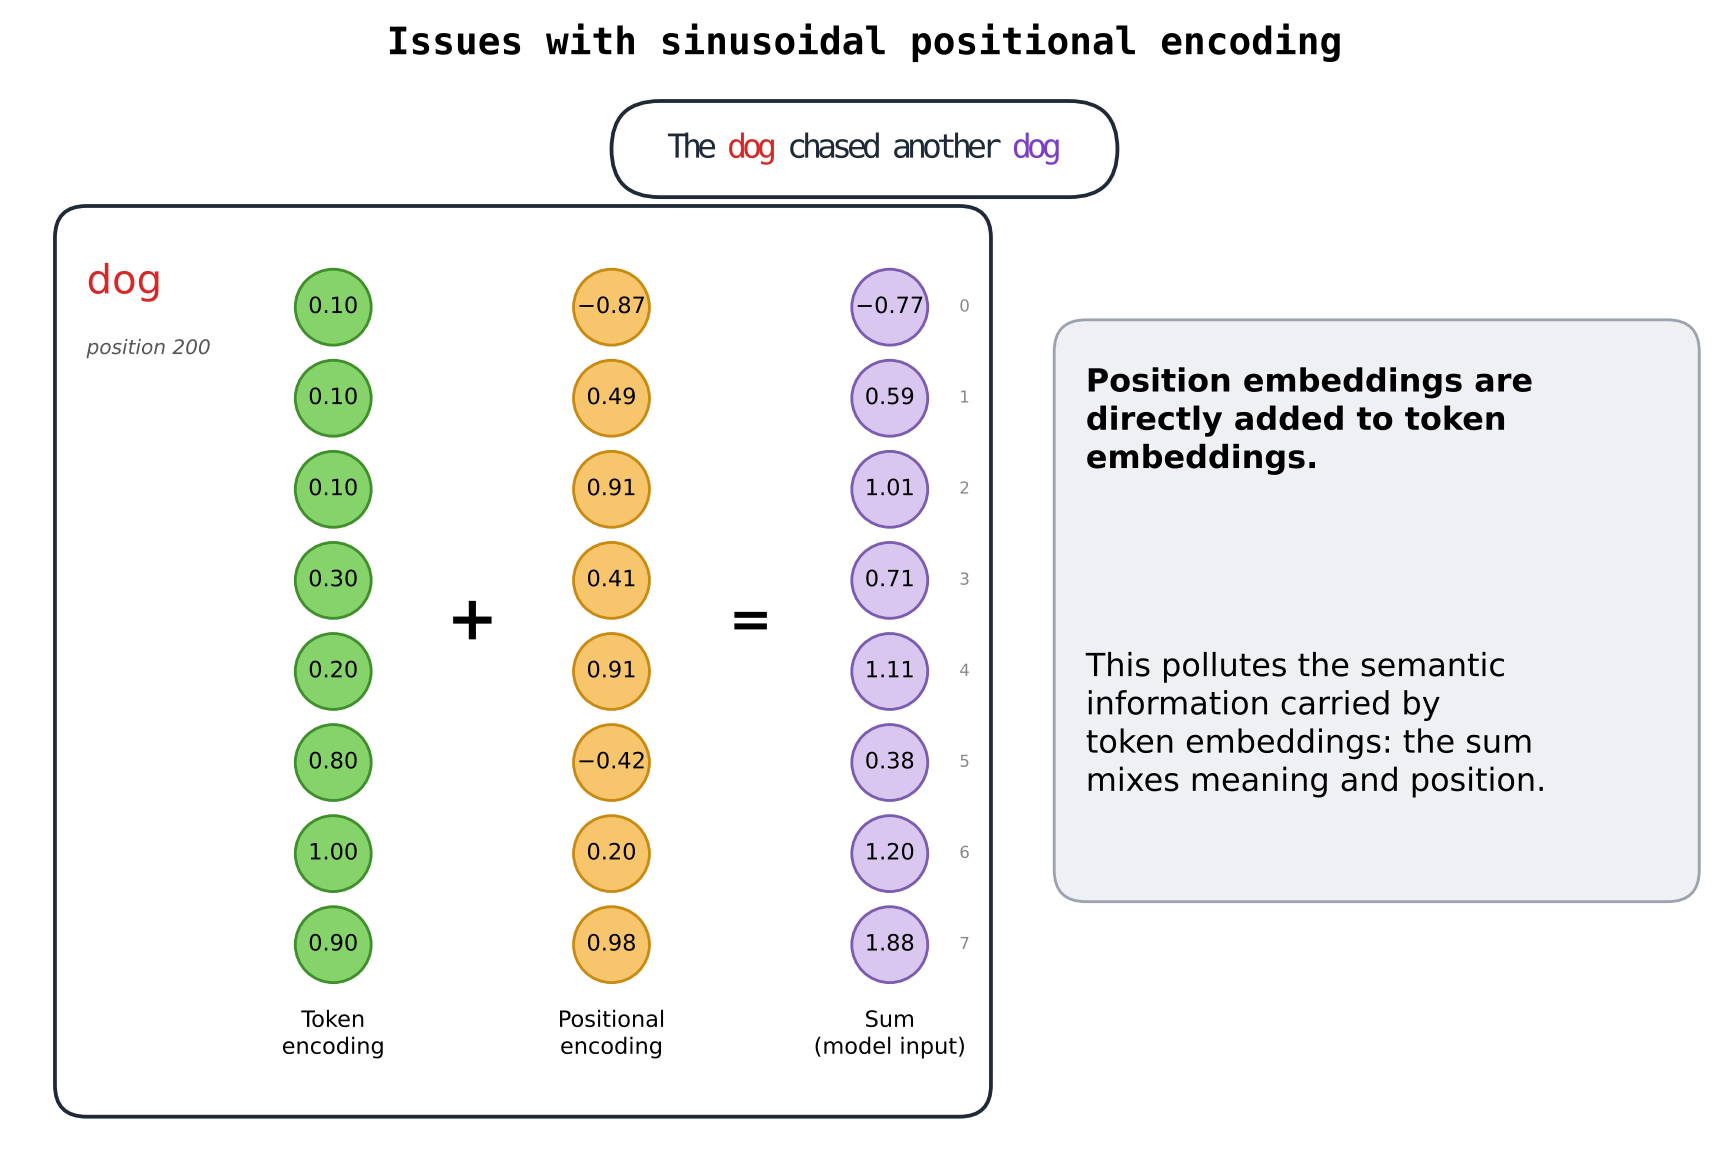 Issues with sinusoidal positional encoding
The dog chased another dog
dog
position 200
0.10 −0.87 −0.77 0
0.10 0.49 0.59 1
0.10 0.91 1.01 2
0.30 0.41 0.71 3
+ =
0.20 0.91 1.11 4
0.80 −0.42 0.38 5
1.00 0.20 1.20 6
0.90 0.98 1.88 7
Token
encoding
Positional
encoding
Sum
(model input)
Position embeddings are
directly added to token
embeddings.
This pollutes the semantic
information carried by
token embeddings: the sum
mixes meaning and position.